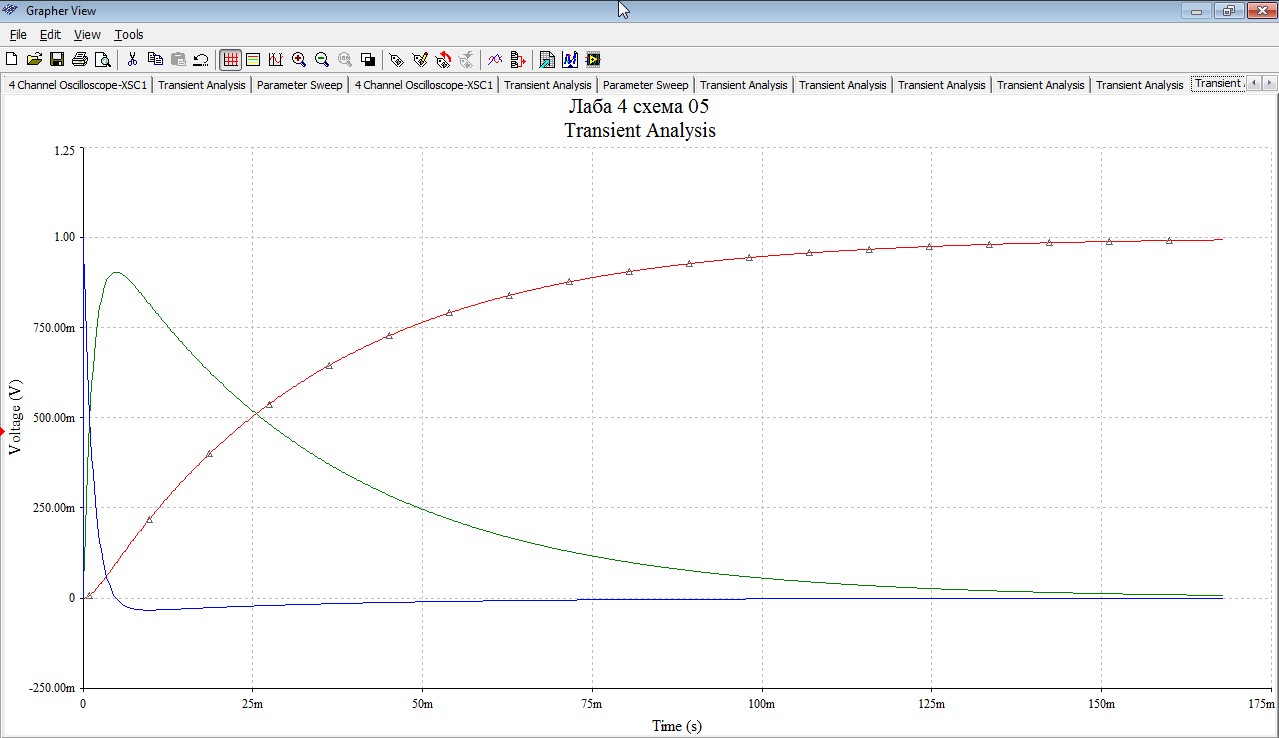 Grapher View
File Edit View Tools
4 Channel Oscilloscope-XSC1 Transient Analysis Parameter Sweep 4 Channel Oscilloscope-XSC1 Transient Analysis Parameter Sweep Transient Analysis Transient Analysis Transient Analysis Transient Analysis Transient Analysis Transient
Лаба 4 схема 05
Transient Analysis
1.25
1.00
750.00m
500.00m
250.00m
0
-250.00m
Voltage (V)
0 25m 50m 75m 100m 125m 150m 175m
Time (s)